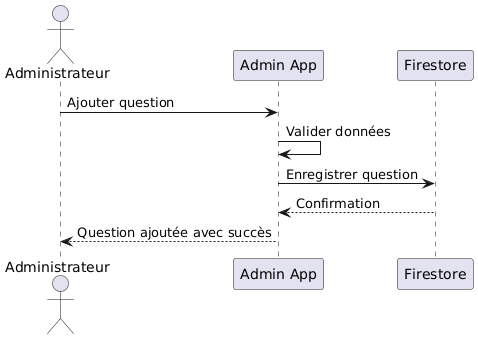 Administrateur
Admin App
Firestore
Ajouter question
Valider données
Enregistrer question
Confirmation
Question ajoutée avec succès
Administrateur
Admin App
Firestore